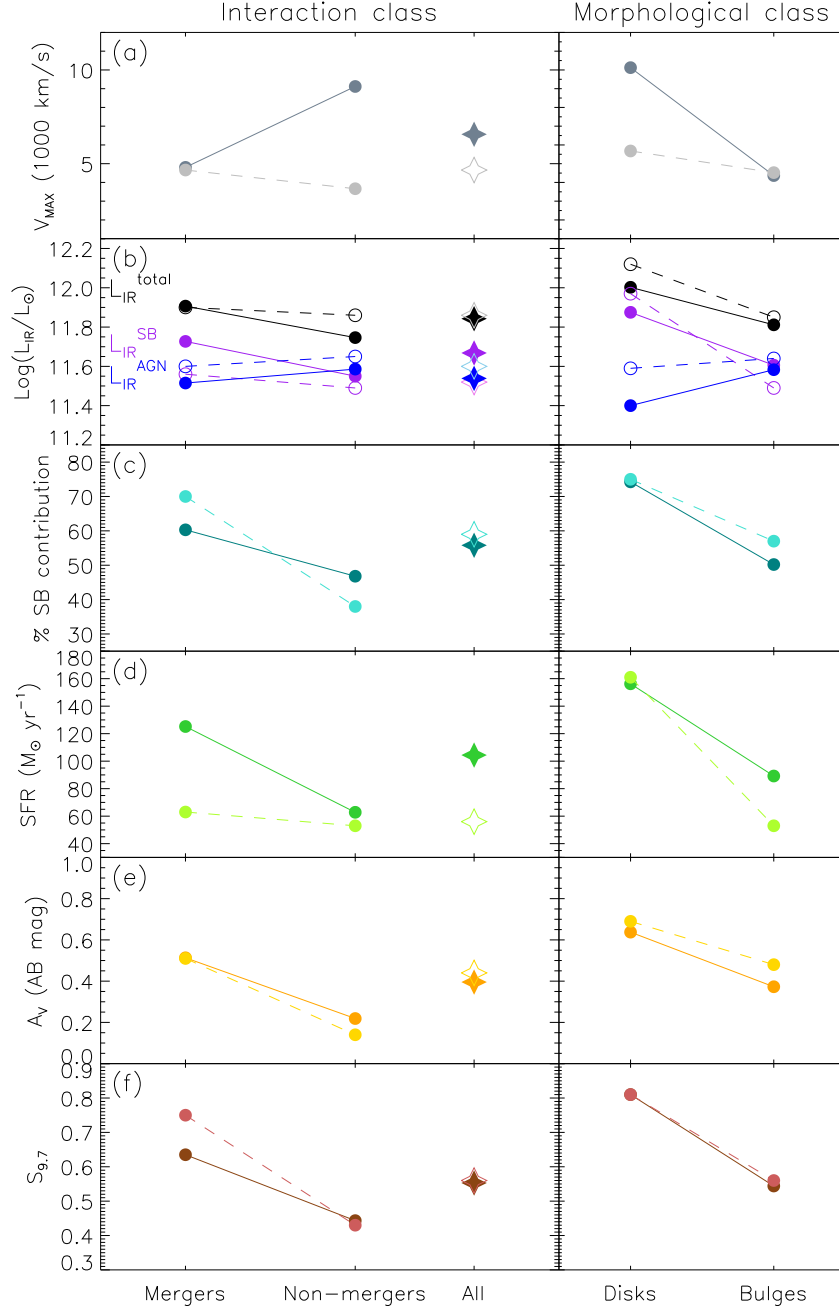 Interaction class Morphological class
(a)
V_MAX (1000 km/s)
10
5
(b)
Log(L_IR/L_⊙)
12.2
12.0
11.8
11.6
11.4
11.2
L_IR^total
L_IR^SB
L_IR^AGN
(c)
% SB contribution
80
70
60
50
40
30
(d)
SFR (M_⊙ yr⁻¹)
180
160
140
120
100
80
60
40
(e)
A_V (AB mag)
1.0
0.8
0.6
0.4
0.2
0.0
(f)
S_9.7
0.9
0.8
0.7
0.6
0.5
0.4
0.3
Mergers Non-mergers All Disks Bulges